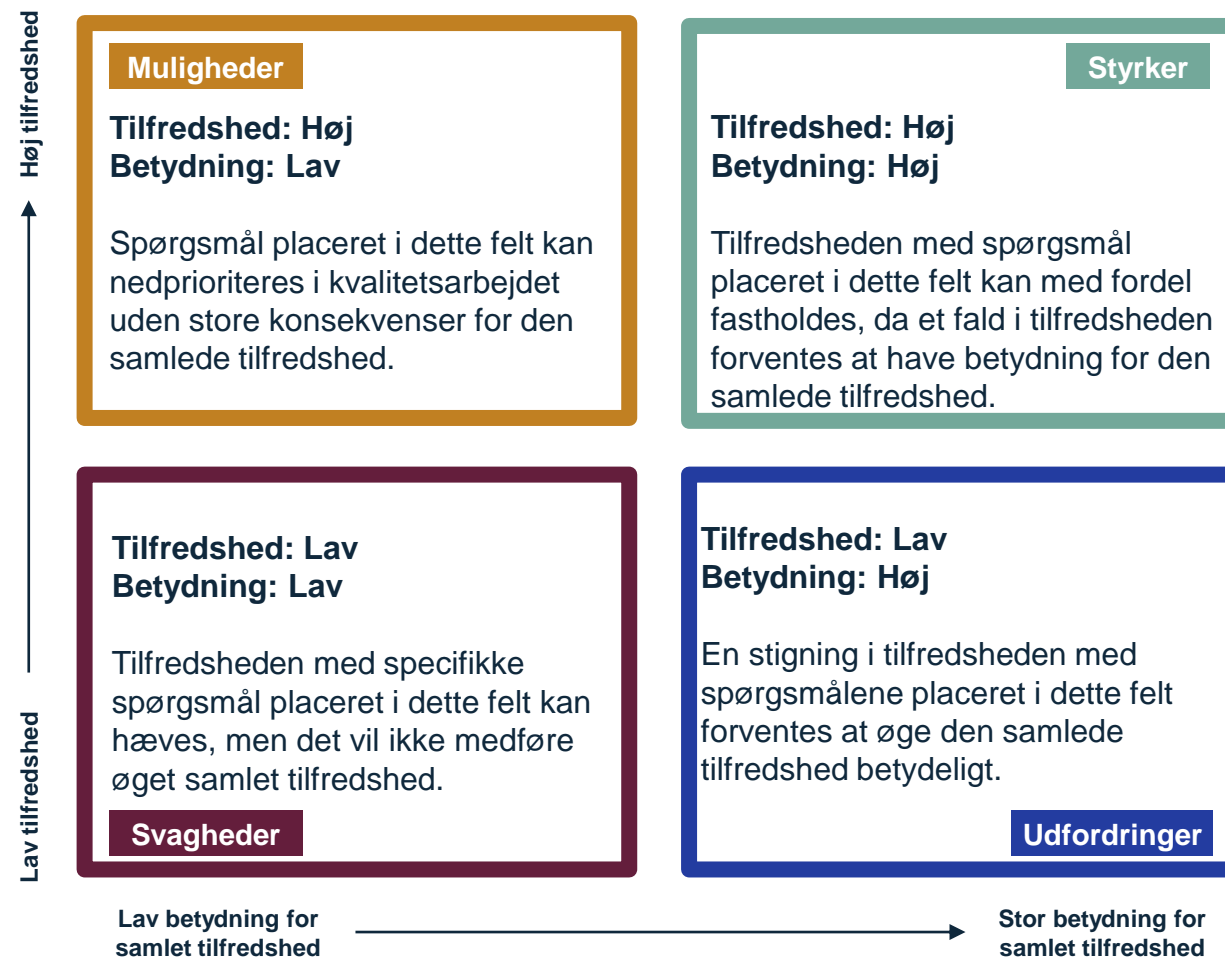 Høj tilfredshed
Lav tilfredshed
Muligheder
Tilfredshed: Høj
Betydning: Lav
Spørgsmål placeret i dette felt kan
nedprioriteres i kvalitetsarbejdet
uden store konsekvenser for den
samlede tilfredshed.
Styrker
Tilfredshed: Høj
Betydning: Høj
Tilfredsheden med spørgsmål
placeret i dette felt kan med fordel
fastholdes, da et fald i tilfredsheden
forventes at have betydning for den
samlede tilfredshed.
Tilfredshed: Lav
Betydning: Lav
Tilfredsheden med specifikke
spørgsmål placeret i dette felt kan
hæves, men det vil ikke medføre
øget samlet tilfredshed.
Svagheder
Tilfredshed: Lav
Betydning: Høj
En stigning i tilfredsheden med
spørgsmålene placeret i dette felt
forventes at øge den samlede
tilfredshed betydeligt.
Udfordringer
Lav betydning for
samlet tilfredshed
Stor betydning for
samlet tilfredshed